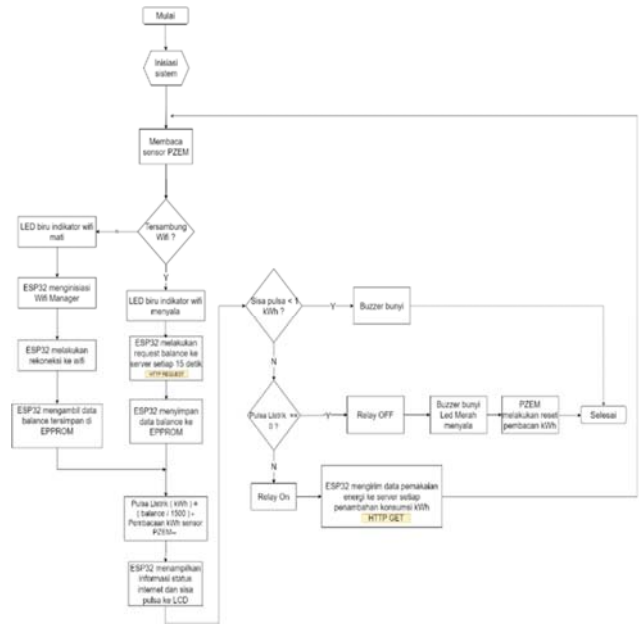 Mulai
Inisiasi
sistem
Membaca
sensor PZEM
Tersambung
Wifi ?
LED biru indikator wifi
mati
Y
ESP32 menginisiasi
Wifi Manager
LED biru indikator wifi
menyala
ESP32 melakukan
rekoneksi ke wifi
ESP32 melakukan
request balance ke
server setiap 15 detik
HTTP REQUEST
ESP32 mengambil data
balance tersimpan di
EPPROM
ESP32 menyimpan
data balance ke
EPPROM
Pulsa Listrik ( kWh ) =
( balance / 1500 )
Pembacaan kWh sensor
PZEM
ESP32 menampilkan
informasi status
internet dan sisa
pulsa ke LCD
Sisa pulsa < 1
kWh ?
Y
Buzzer bunyi
N
Pulsa Listrik ==
0 ?
Y
Relay OFF
Buzzer bunyi
Led Merah
menyala
PZEM
melakukan reset
pembacan kWh
Selesai
N
Relay On
ESP32 mengirim data pemakaian
energi ke server setiap
penambahan konsumsi kWh
HTTP GET